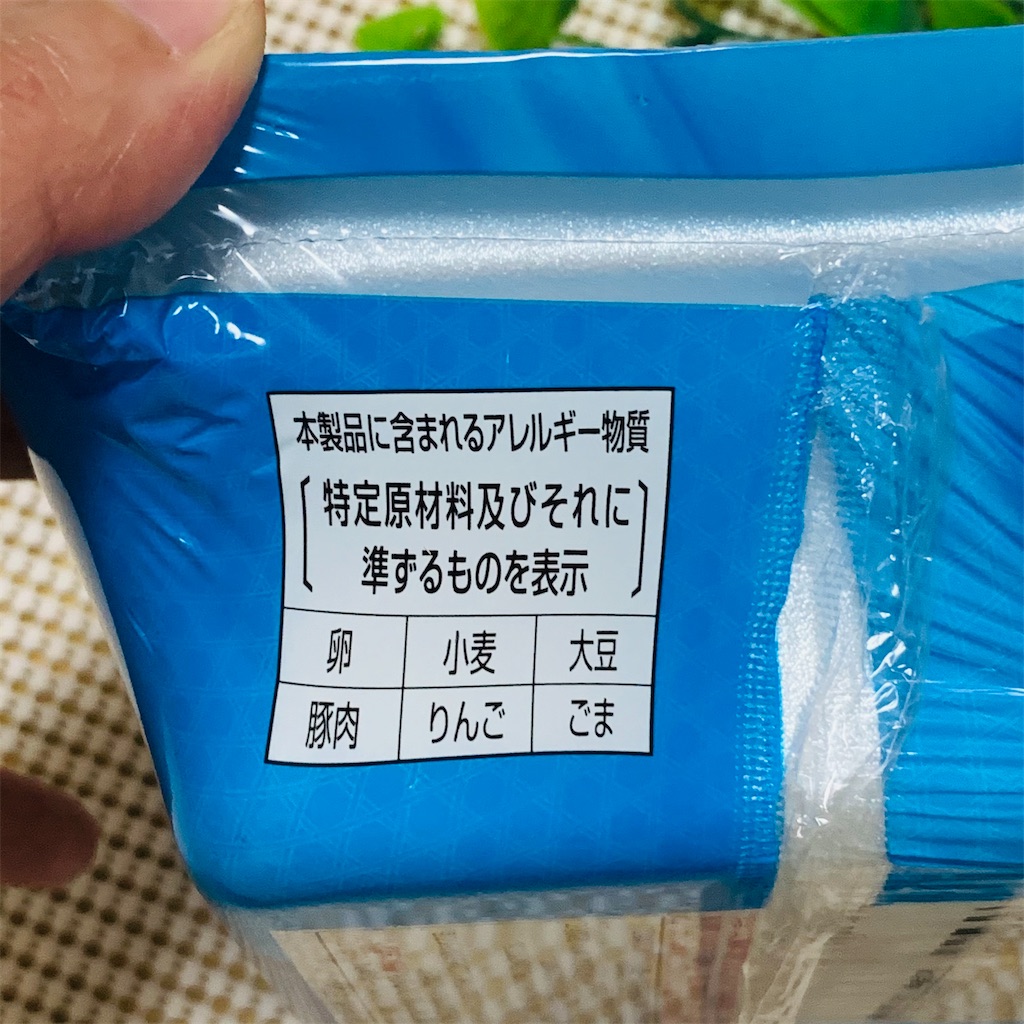 本製品に含まれるアレルギー物質
特定原材料及びそれに
準ずるものを表示
卵 小麦 大豆
豚肉 りんご ごま